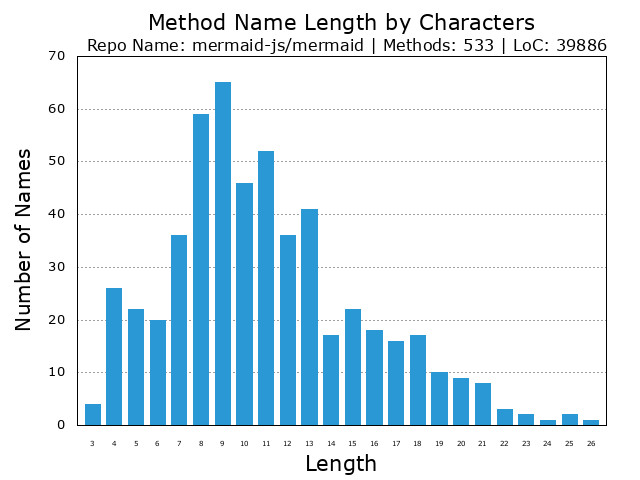 Method Name Length by Characters
Repo Name: mermaid-js/mermaid | Methods: 533 | LoC: 39886
70
60
50
40
30
20
10
0
Number of Names
3 4 5 6 7 8 9 10 11 12 13 14 15 16 17 18 19 20 21 22 23 24 25 26
Length